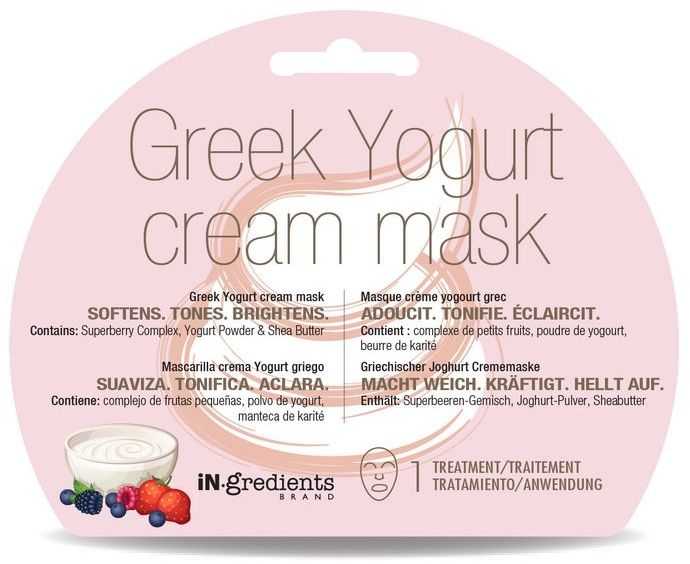 Greek Yogurt
cream mask
Greek Yogurt cream mask
SOFTENS. TONES. BRIGHTENS.
Contains: Superberry Complex, Yogurt Powder & Shea Butter
Masque crème yogourt grec
ADOUCIT. TONIFIE. ÉCLAIRCIT.
Contient : complexe de petits fruits, poudre de yogourt,
beurre de karité
Mascarilla crema Yogurt griego
SUAVIZA. TONIFICA. ACLARA.
Contiene: complejo de frutas pequeñas, polvo de yogurt,
manteca de karité
Griechischer Joghurt Crememaske
MACHT WEICH. KRÄFTIGT. HELLT AUF.
Enthält: Superbeeren-Gemisch, Joghurt-Pulver, Sheabutter
iN.gredients
BRAND
1 TREATMENT/TRAITEMENT
TRATAMIENTO/ANWENDUNG